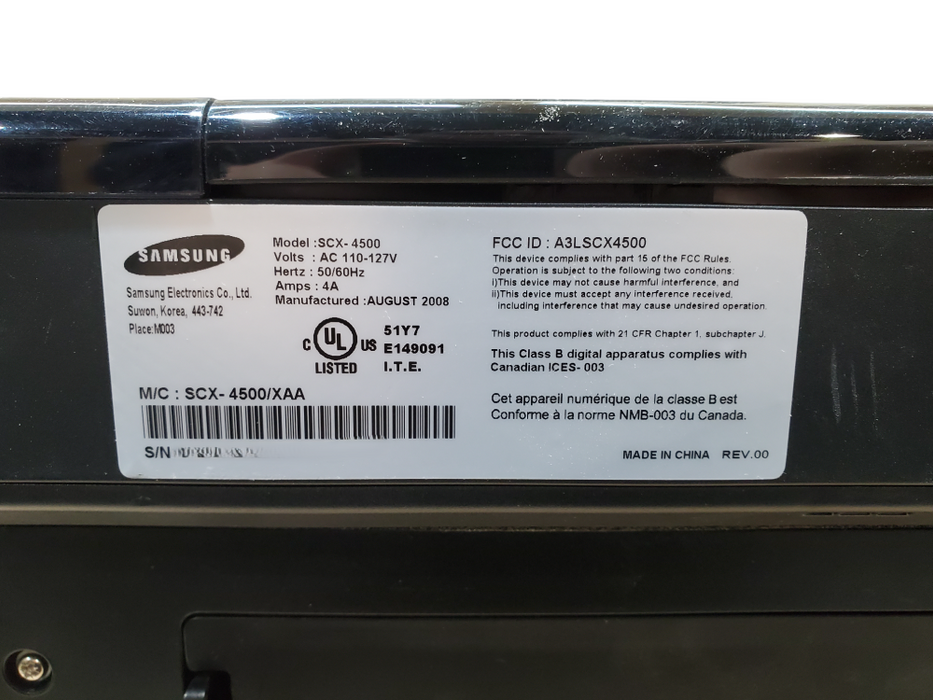 SAMSUNG
Samsung Electronics Co., Ltd.
Suwon, Korea, 443-742
Place:M003
Model :SCX- 4500
Volts : AC 110-127V
Hertz : 50/60Hz
Amps : 4A
Manufactured :AUGUST 2008
C UL US
LISTED
51Y7
E149091
I.T.E.
M/C : SCX- 4500/XAA
S/N
FCC ID : A3LSCX4500
This device complies with part 15 of the FCC Rules.
Operation is subject to the following two conditions:
i)This device may not cause harmful interference, and
ii)This device must accept any interference received,
including interference that may cause undesired operation.
This product complies with 21 CFR Chapter 1, subchapter J.
This Class B digital apparatus complies with
Canadian ICES- 003
Cet appareil numérique de la classe B est
Conforme à la norme NMB-003 du Canada.
MADE IN CHINA REV.00